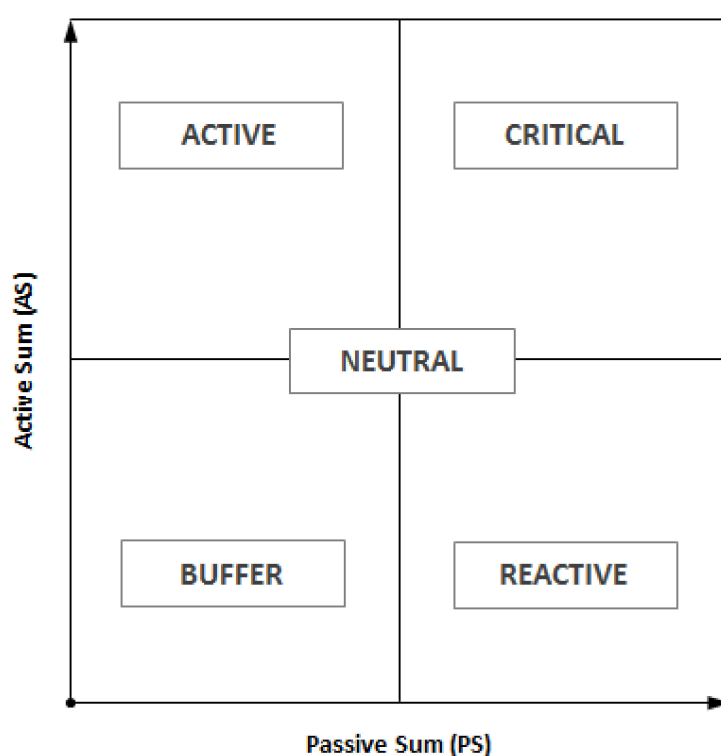 ACTIVE
CRITICAL
Active Sum (AS)
NEUTRAL
BUFFER
REACTIVE
Passive Sum (PS)